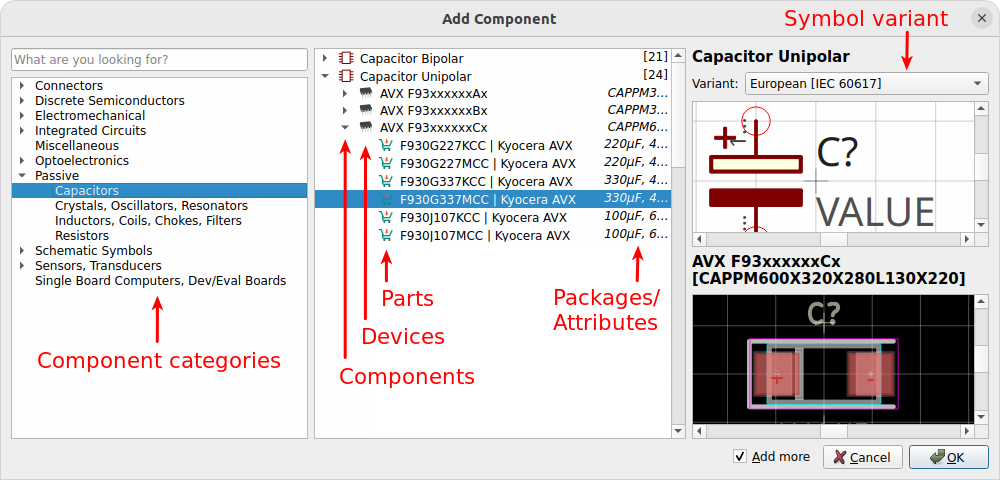 Add Component
Symbol variant
What are you looking for?
Connectors
Discrete Semiconductors
Electromechanical
Integrated Circuits
Miscellaneous
Optoelectronics
Passive
Capacitors
Crystals, Oscillators, Resonators
Inductors, Coils, Chokes, Filters
Resistors
Schematic Symbols
Sensors, Transducers
Single Board Computers, Dev/Eval Boards
Component categories
Capacitor Bipolar [21]
Capacitor Unipolar [24]
AVX F93xxxxxxAx CAPPM3...
AVX F93xxxxxxBx CAPPM3...
AVX F93xxxxxxCx CAPPM6...
F930G227KCC | Kyocera AVX 220µF, 4...
F930G227MCC | Kyocera AVX 220µF, 4...
F930G337KCC | Kyocera AVX 330µF, 4...
F930G337MCC | Kyocera AVX 330µF, 4...
F930J107KCC | Kyocera AVX 100µF, 6...
F930J107MCC | Kyocera AVX 100µF, 6...
Parts
Devices
Components
Packages/
Attributes
Capacitor Unipolar
Variant: European [IEC 60617]
+
C?
VALUE
AVX F93xxxxxxCx
[CAPPM600X320X280L130X220]
C?
+ -
Add more
Cancel
OK